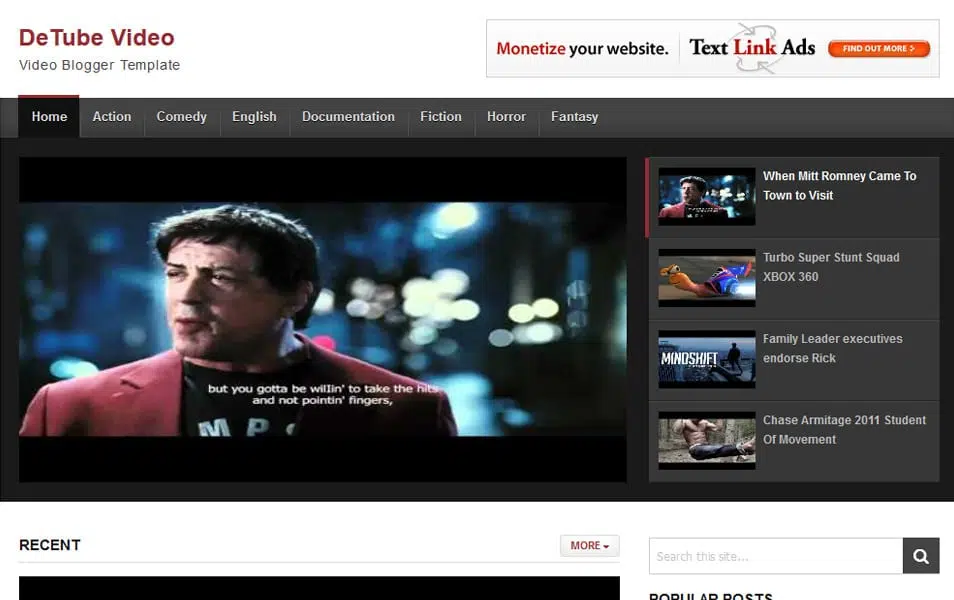 DeTube Video
Video Blogger Template
Monetize your website.
Text Link Ads
FIND OUT MORE >
Home
Action
Comedy
English
Documentation
Fiction
Horror
Fantasy
but you gotta be willin' to take the hits
and not pointin' fingers,
When Mitt Romney Came To
Town to Visit
Turbo Super Stunt Squad
XBOX 360
MINDSHIFT
Family Leader executives
endorse Rick
Chase Armitage 2011 Student
Of Movement
RECENT
MORE
Search this site...
POPULAR POSTS